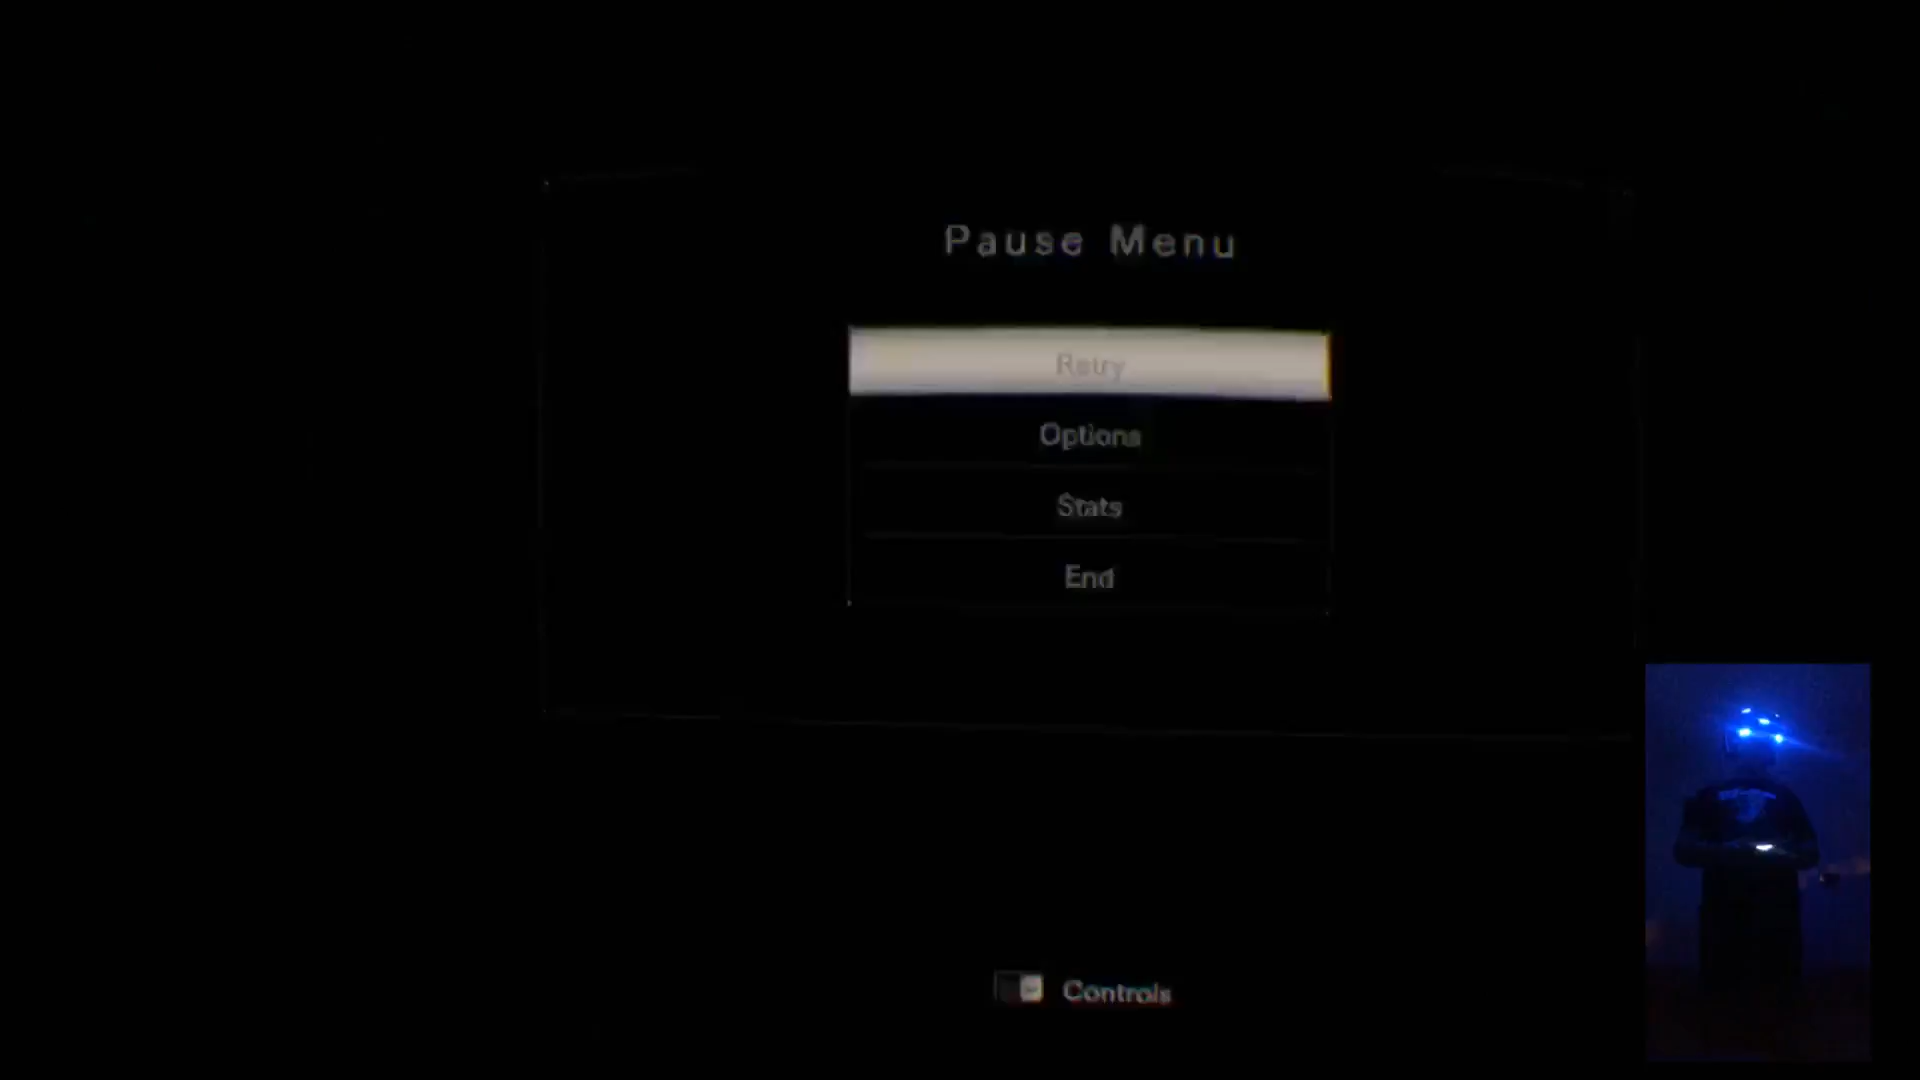 Pause Menu
Retry
Options
Stats
End
Controls